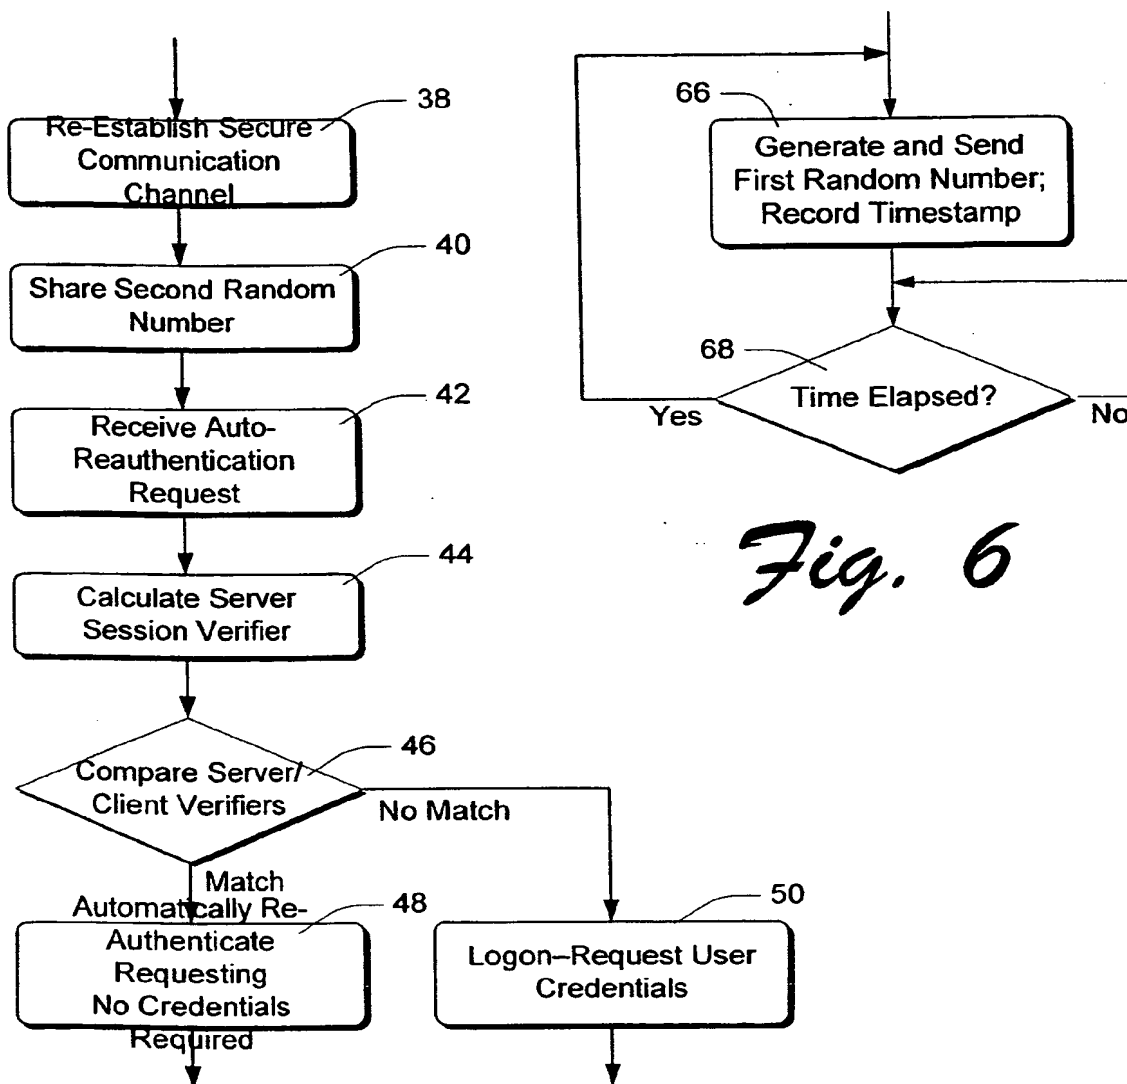 38
Re-Establish Secure
Communication
Channel
40
Share Second Random
Number
42
Receive Auto-
Reauthentication
Request
44
Calculate Server
Session Verifier
46
Compare Server/
Client Verifiers
No Match
Match
48
Automatically Re-
Authenticate
Requesting
No Credentials
Required
50
Logon–Request User
Credentials
66
Generate and Send
First Random Number;
Record Timestamp
68
Time Elapsed?
Yes
No
Fig. 6